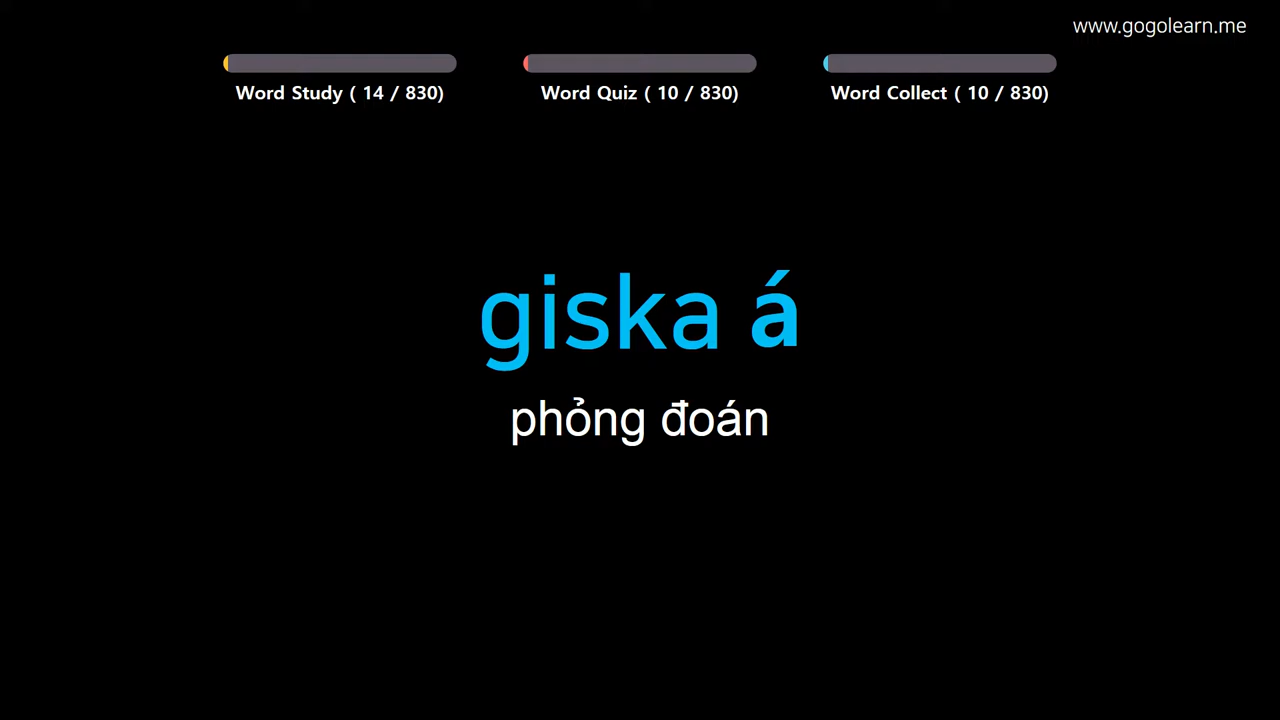 www.gogolearn.me
Word Study ( 14 / 830)
Word Quiz ( 10 / 830)
Word Collect ( 10 / 830)
giska á
phỏng đoán